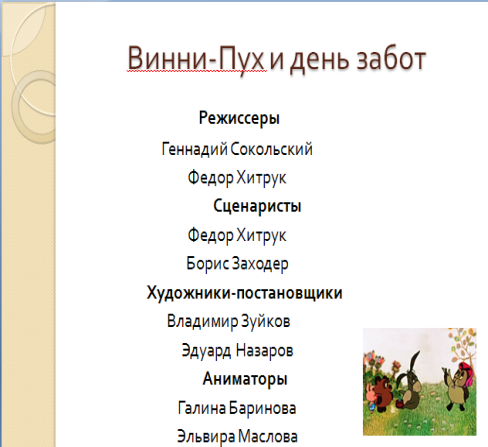 Винни-Пух и день забот
Режиссеры
Геннадий Сокольский
Федор Хитрук
Сценаристы
Федор Хитрук
Борис Заходер
Художники-постановщики
Владимир Зуйков
Эдуард Назаров
Аниматоры
Галина Баринова
Эльвира Маслова